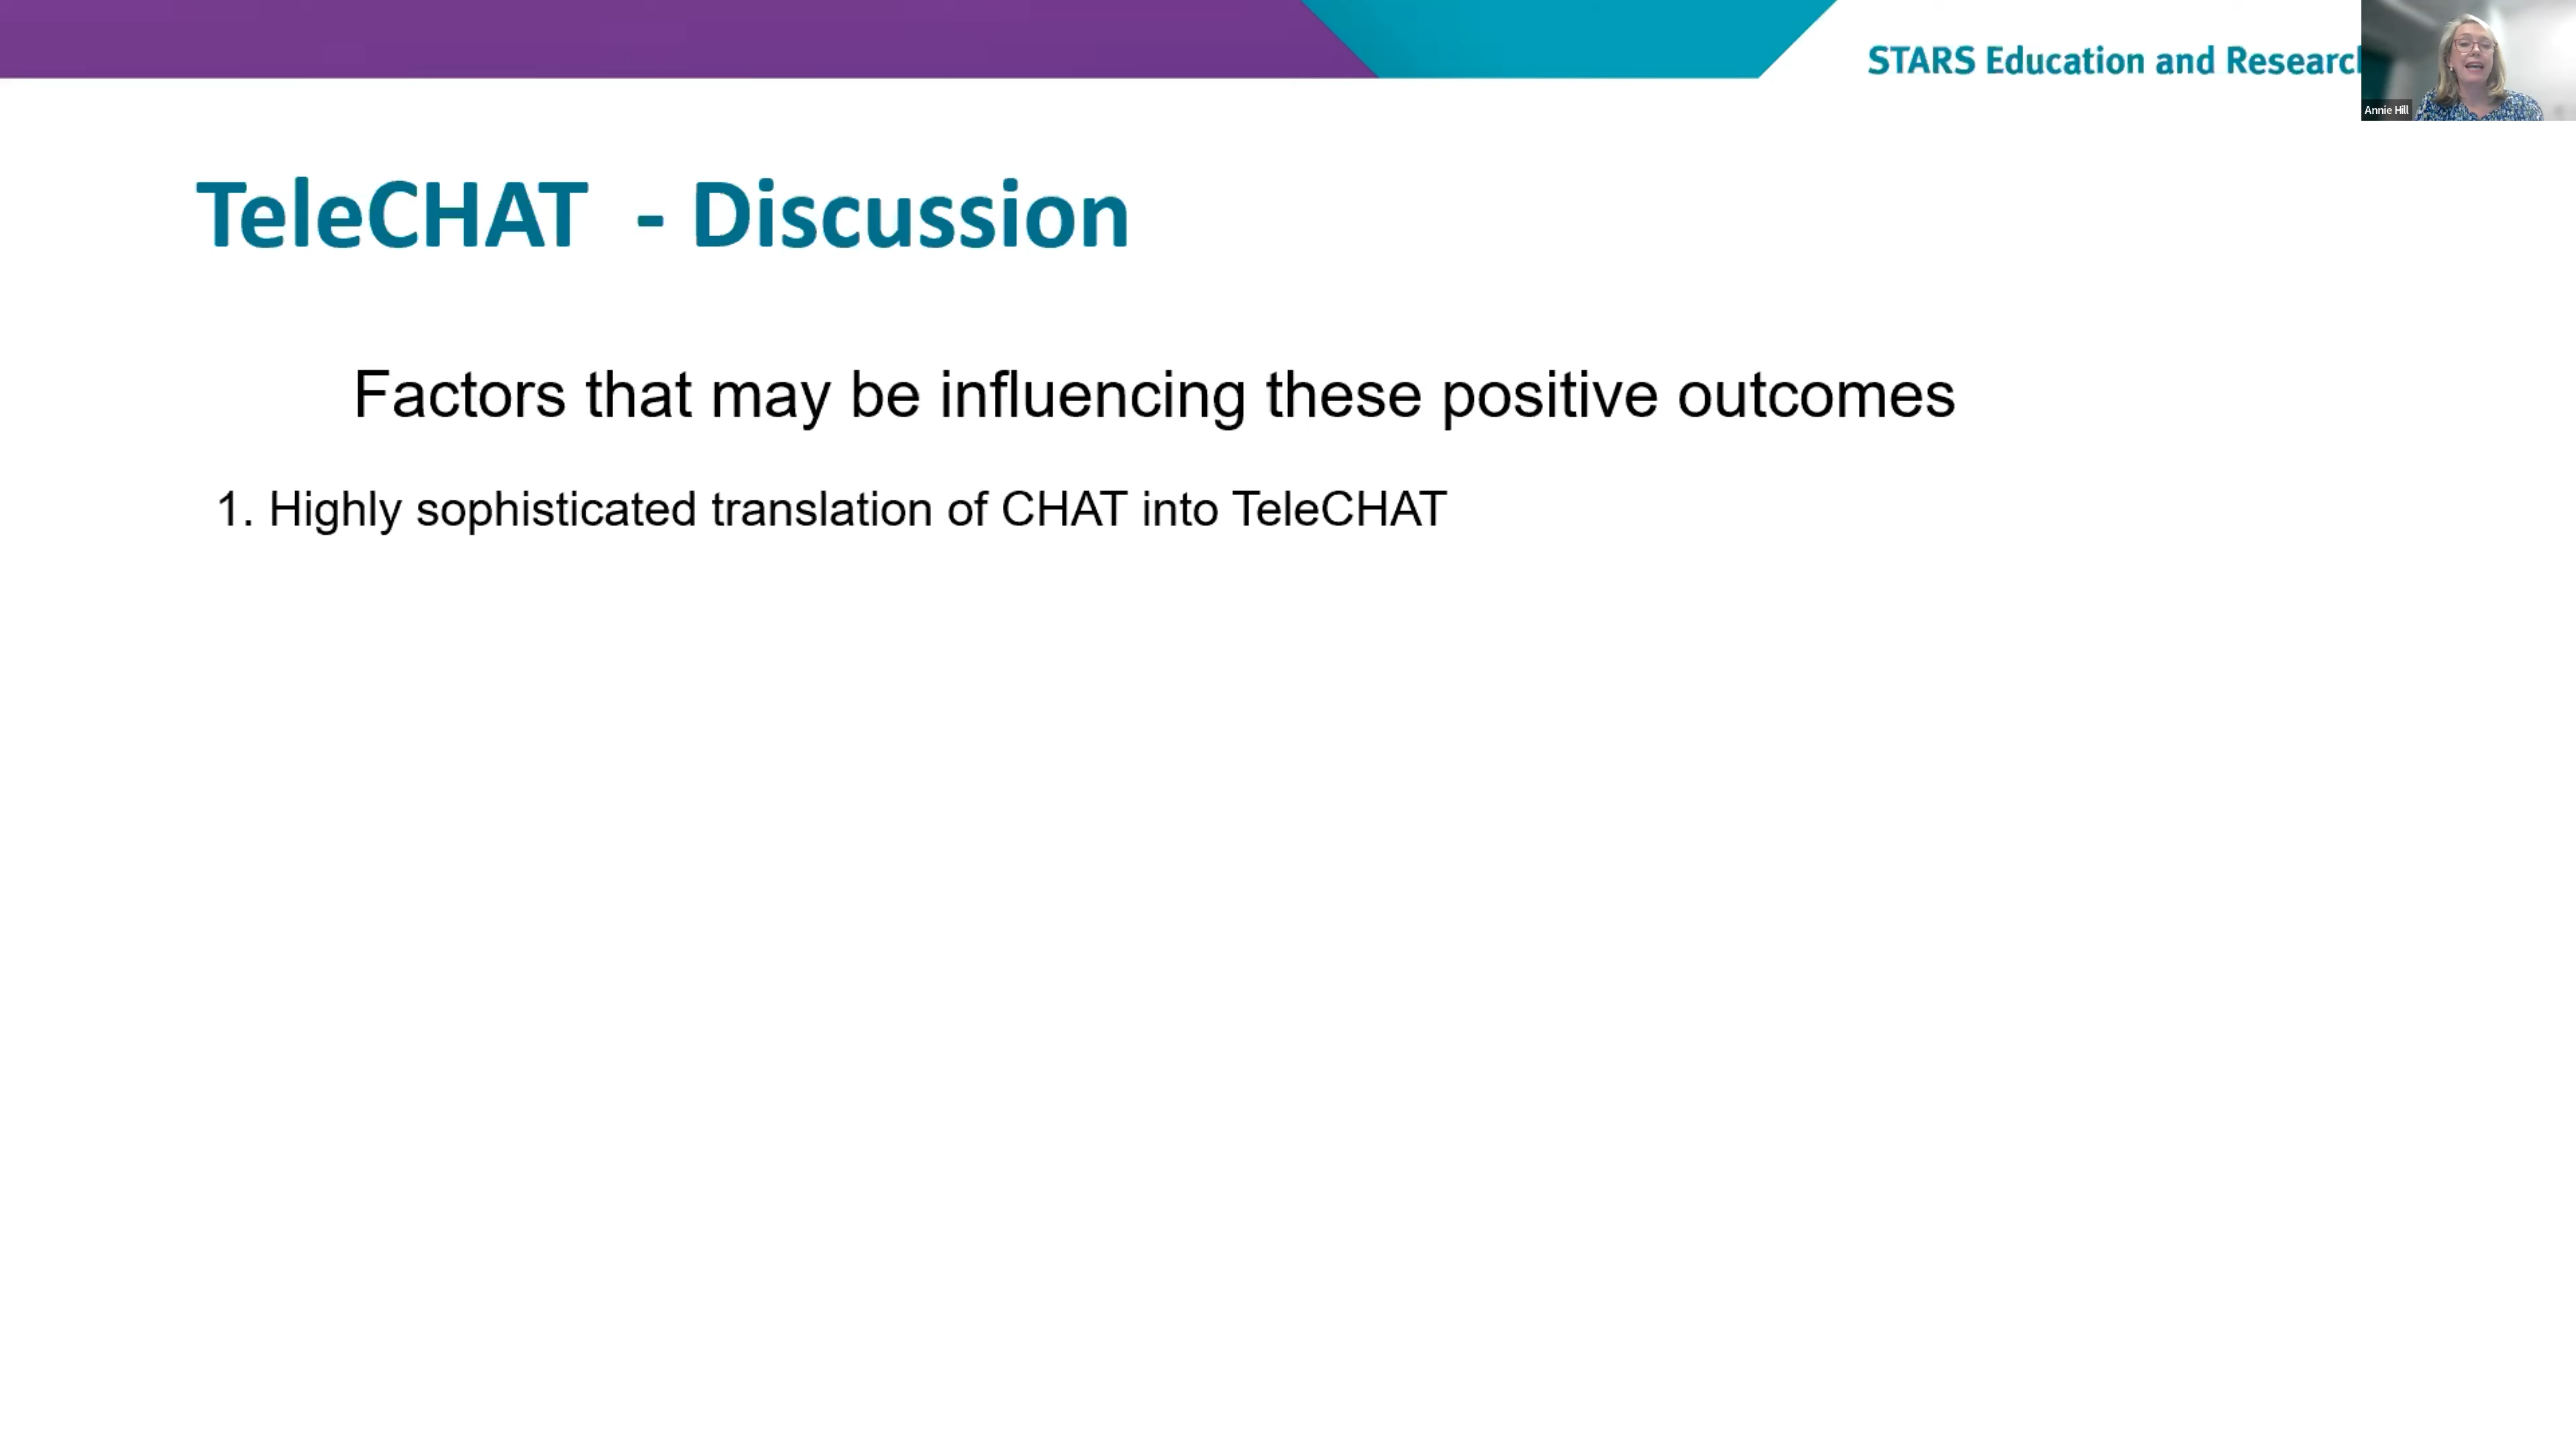 STARS Education and Research
Annie Hill
TeleCHAT - Discussion
Factors that may be influencing these positive outcomes
1. Highly sophisticated translation of CHAT into TeleCHAT